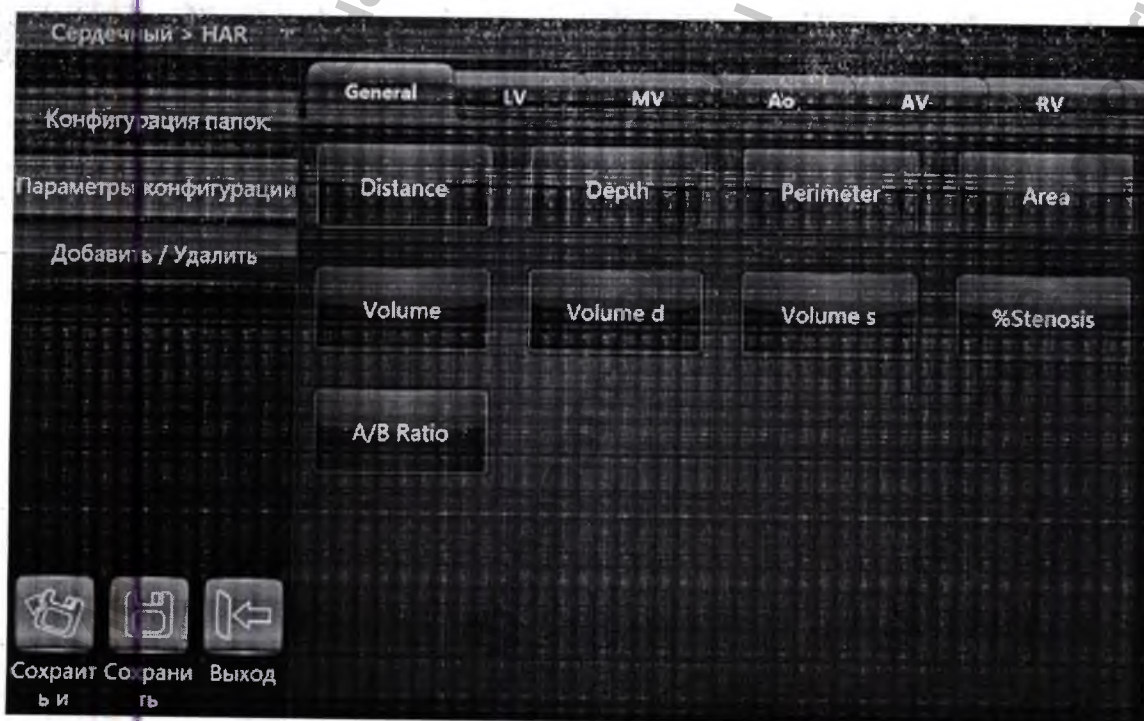 Сердечный > HAR
General LV MV Ao AV RV
Конфигурация папок
Параметры конфигурации
Добавить / Удалить
Distance Depth Perimeter Area
Volume Volume d Volume s %Stenosis
A/B Ratio
Сохраит Сохрани Выход
ь и ть